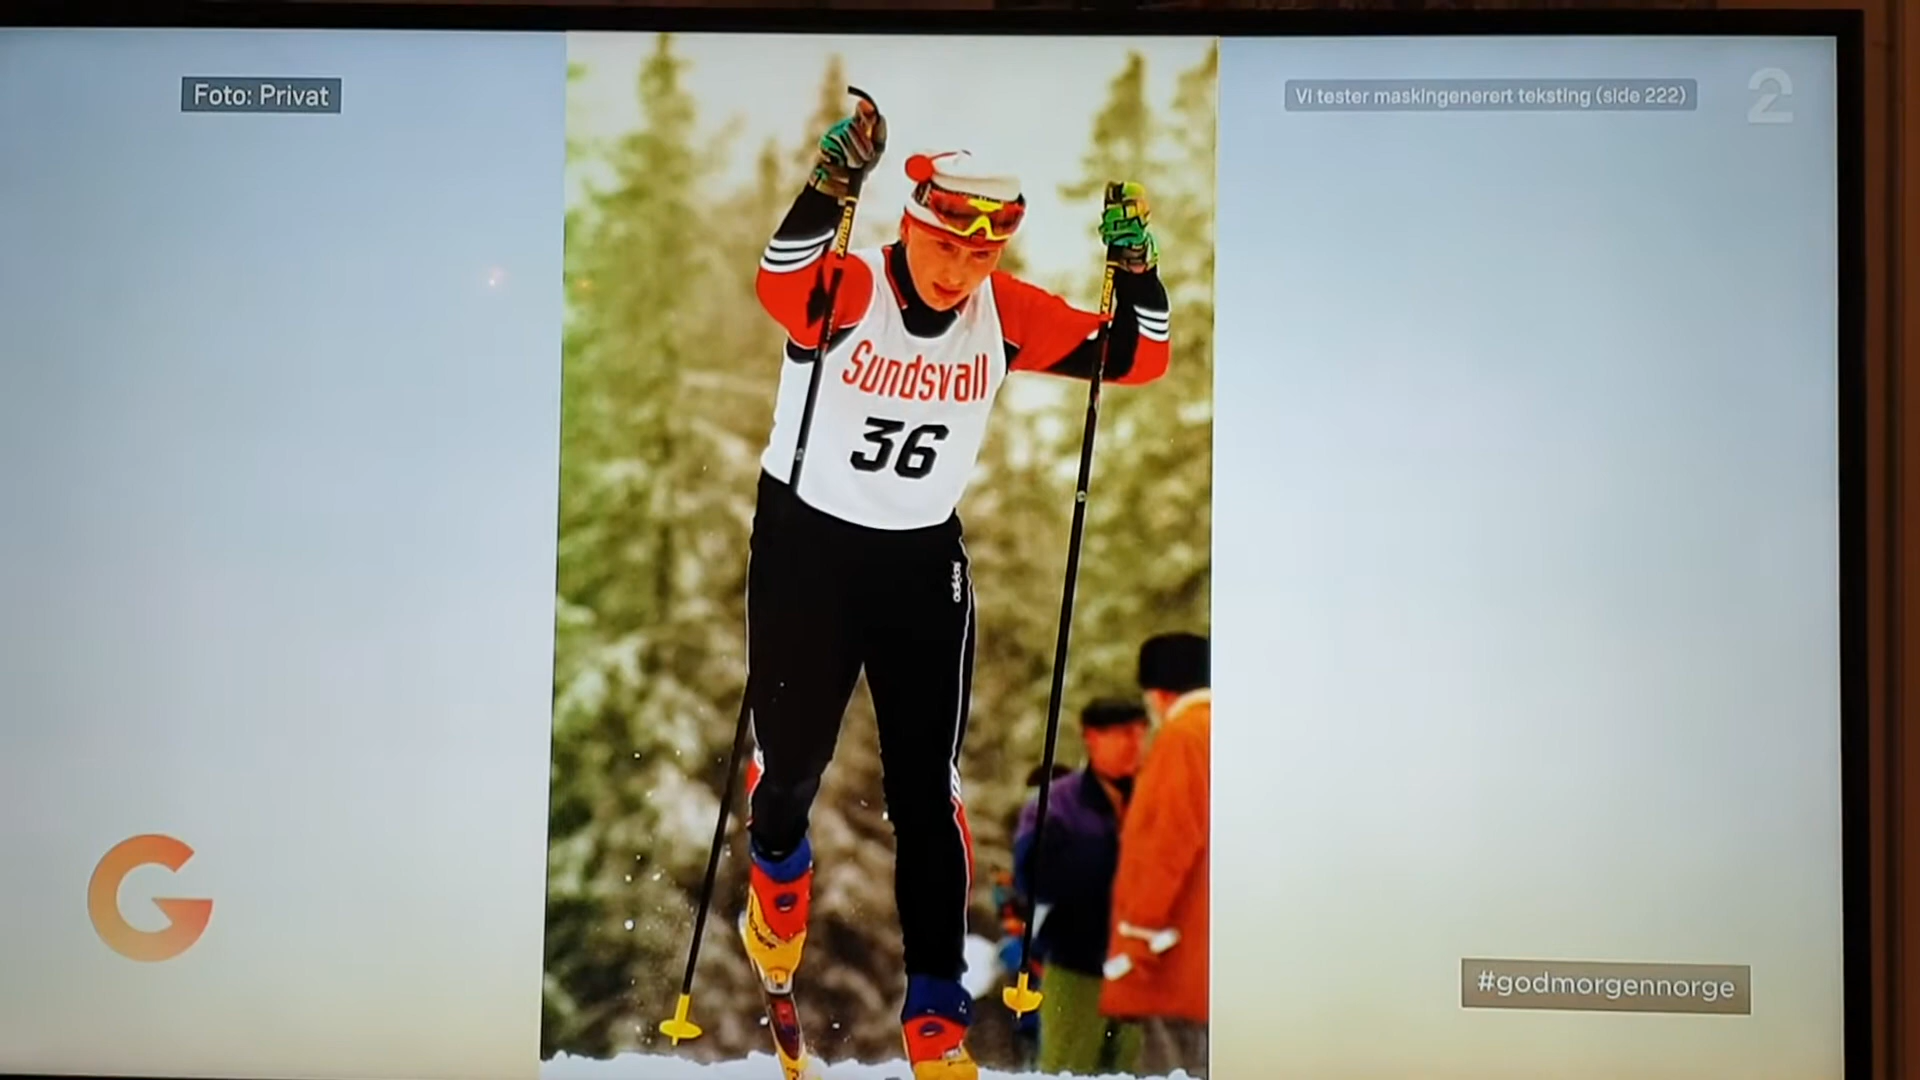 Foto: Privat
Vi tester maskingenerert teksting (side 222)
2
Sundsvall
36
adidas
#godmorgennorge
G